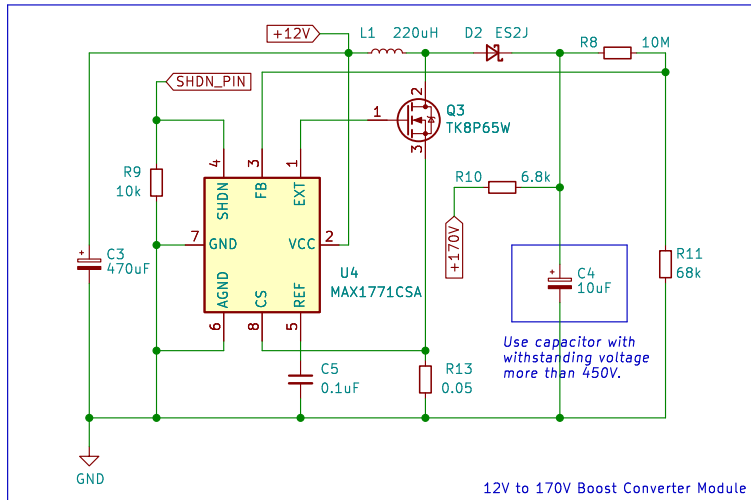 +12V
L1 220uH
D2 ES2J
R8 10M
SHDN_PIN
2
1
Q3
TK8P65W
3
4
3
1
R9
10k
SHDN
FB
EXT
R10 6.8k
7
GND
VCC
2
+170V
C3
470uF
U4
MAX1771CSA
C4
10uF
R11
68k
AGND
CS
REF
6
8
5
Use capacitor with
withstanding voltage
more than 450V.
C5
0.1uF
R13
0.05
GND
12V to 170V Boost Converter Module